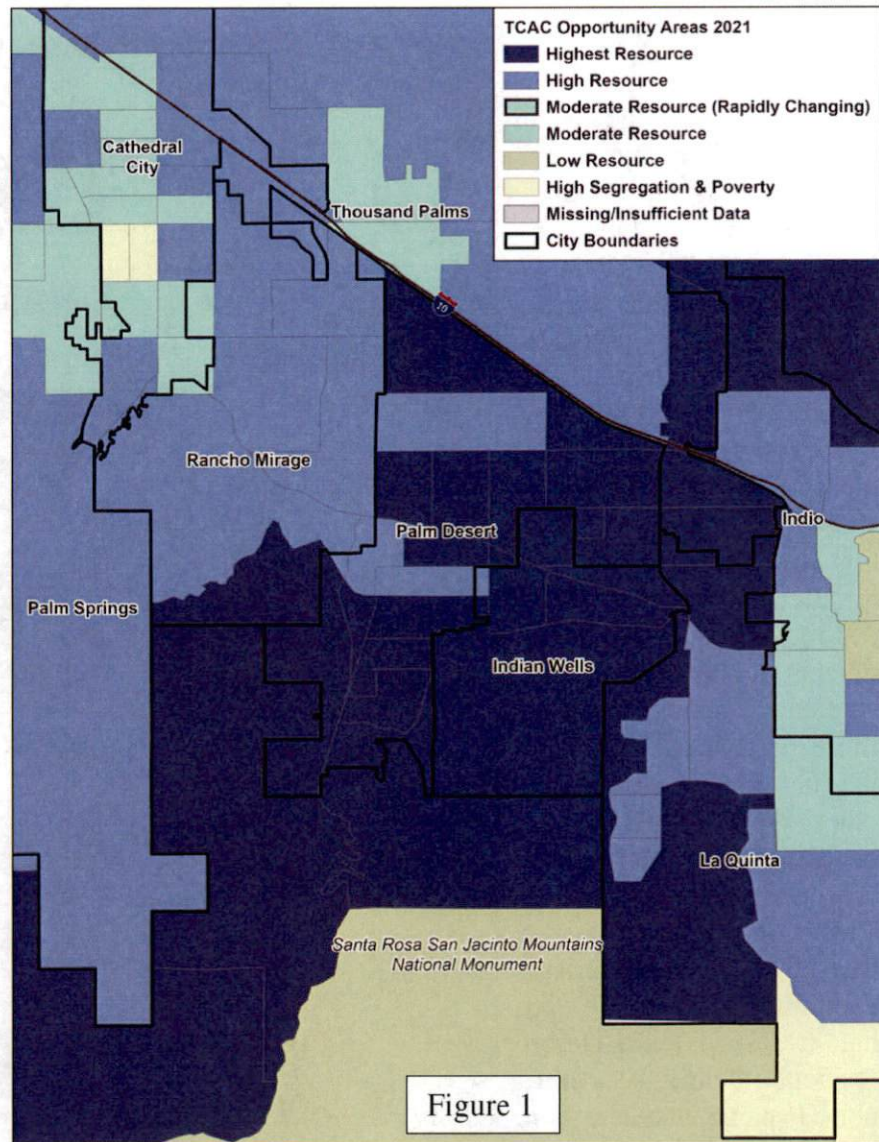 TCAC Opportunity Areas 2021
Highest Resource
High Resource
Moderate Resource (Rapidly Changing)
Moderate Resource
Low Resource
High Segregation & Poverty
Missing/Insufficient Data
City Boundaries
Cathedral
City
Thousand Palms
10
Rancho Mirage
Palm Desert
Indio
Palm Springs
Indian Wells
La Quinta
Santa Rosa San Jacinto Mountains
National Monument
Figure 1